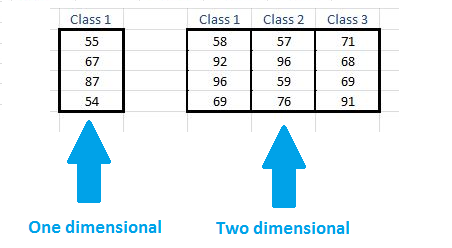 Class 1 Class 1 Class 2 Class 3
55 58 57 71
67 92 96 68
87 96 59 69
54 69 76 91
One dimensional Two dimensional